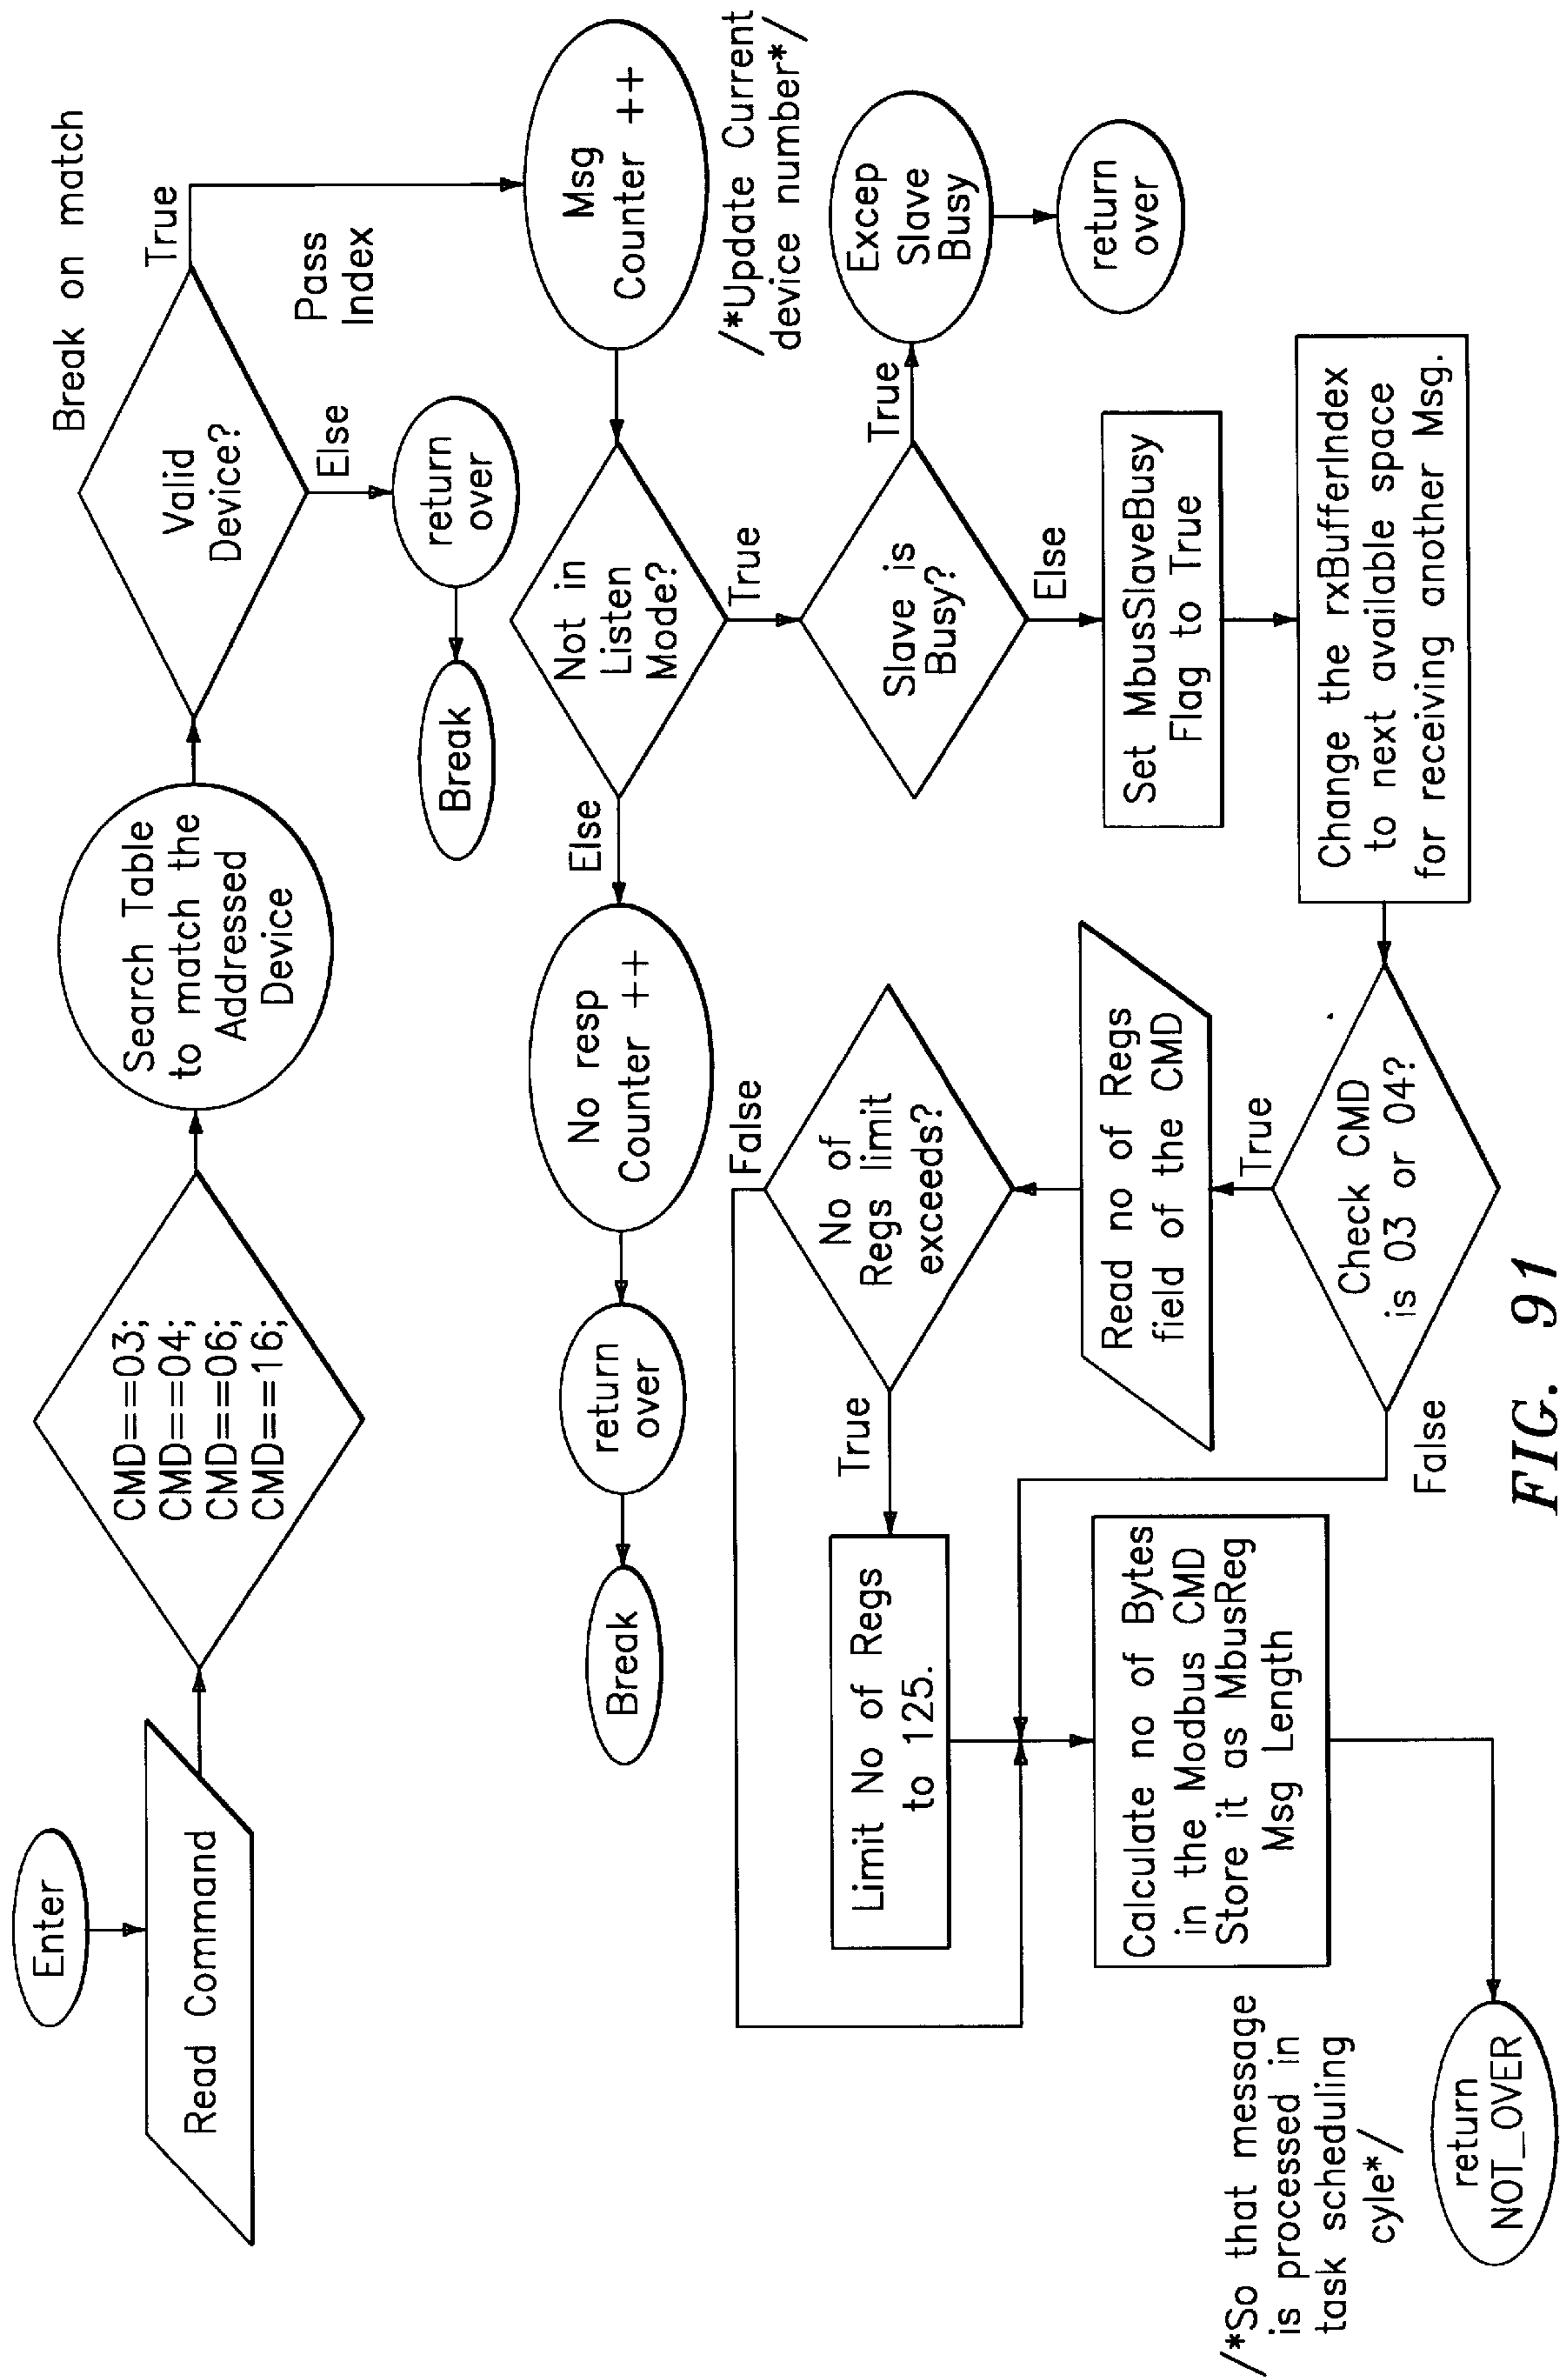 Enter
Read Command
CMD==03;
CMD==04;
CMD==06;
CMD==16;
Search Table
to match the
Addressed
Device
Valid
Device?
Break on match
True
Pass
Index
Else
return
over
Break
Msg
Counter ++
/*Update Current
device number*/
Not in
Listen
Mode?
Else
No resp
Counter ++
return
over
Break
True
Slave is
Busy?
True
Excep
Slave
Busy
return
over
Else
Set MbusSlaveBusy
Flag to True
Change the rxBufferIndex
to next available space
for receiving another Msg.
Check CMD
is 03 or 04?
True
False
Read no of Regs
field of the CMD
No of
Regs limit
exceeds?
False
True
Limit No of Regs
to 125.
Calculate no of Bytes
in the Modbus CMD
Store it as MbusReg
Msg Length
/*So that message
is processed in
task scheduling
cyle*/
return
NOT_OVER
FIG. 91